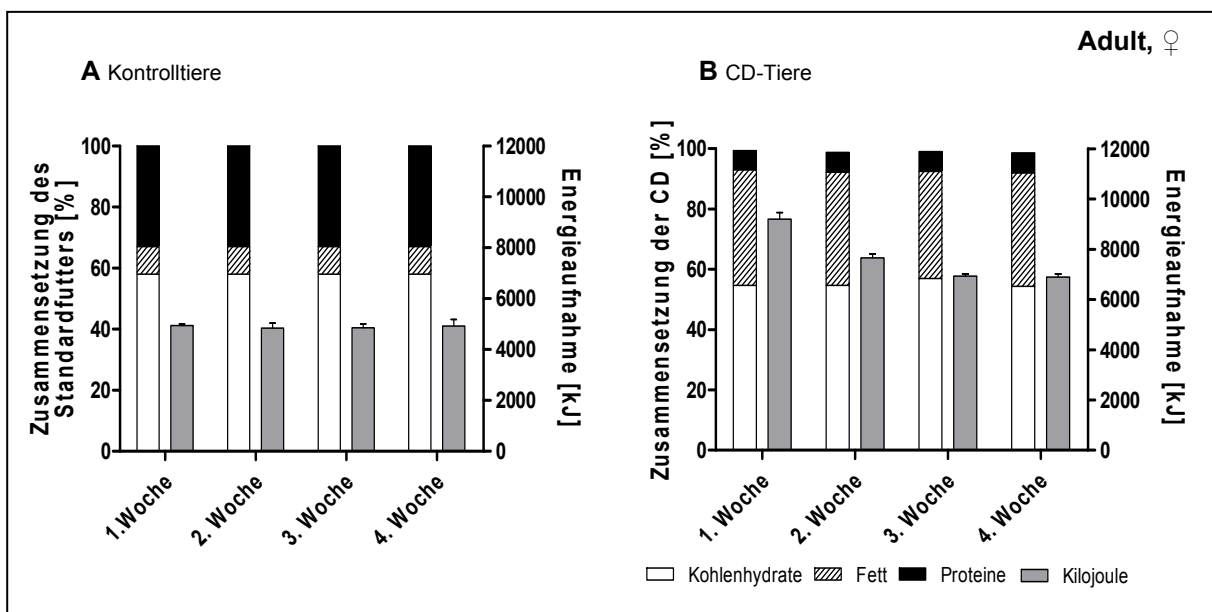 Adult, ♀
A Kontrolltiere
Zusammensetzung des
Standardfutters [%]
100
80
60
40
20
0
12000
10000
8000
6000
4000
2000
0
Energieaufnahme [kJ]
1.Woche
2. Woche
3. Woche
4. Woche
B CD-Tiere
Zusammensetzung der CD [%]
100
80
60
40
20
0
12000
10000
8000
6000
4000
2000
0
Energieaufnahme [kJ]
1. Woche
2. Woche
3. Woche
4. Woche
Kohlenhydrate Fett Proteine Kilojoule